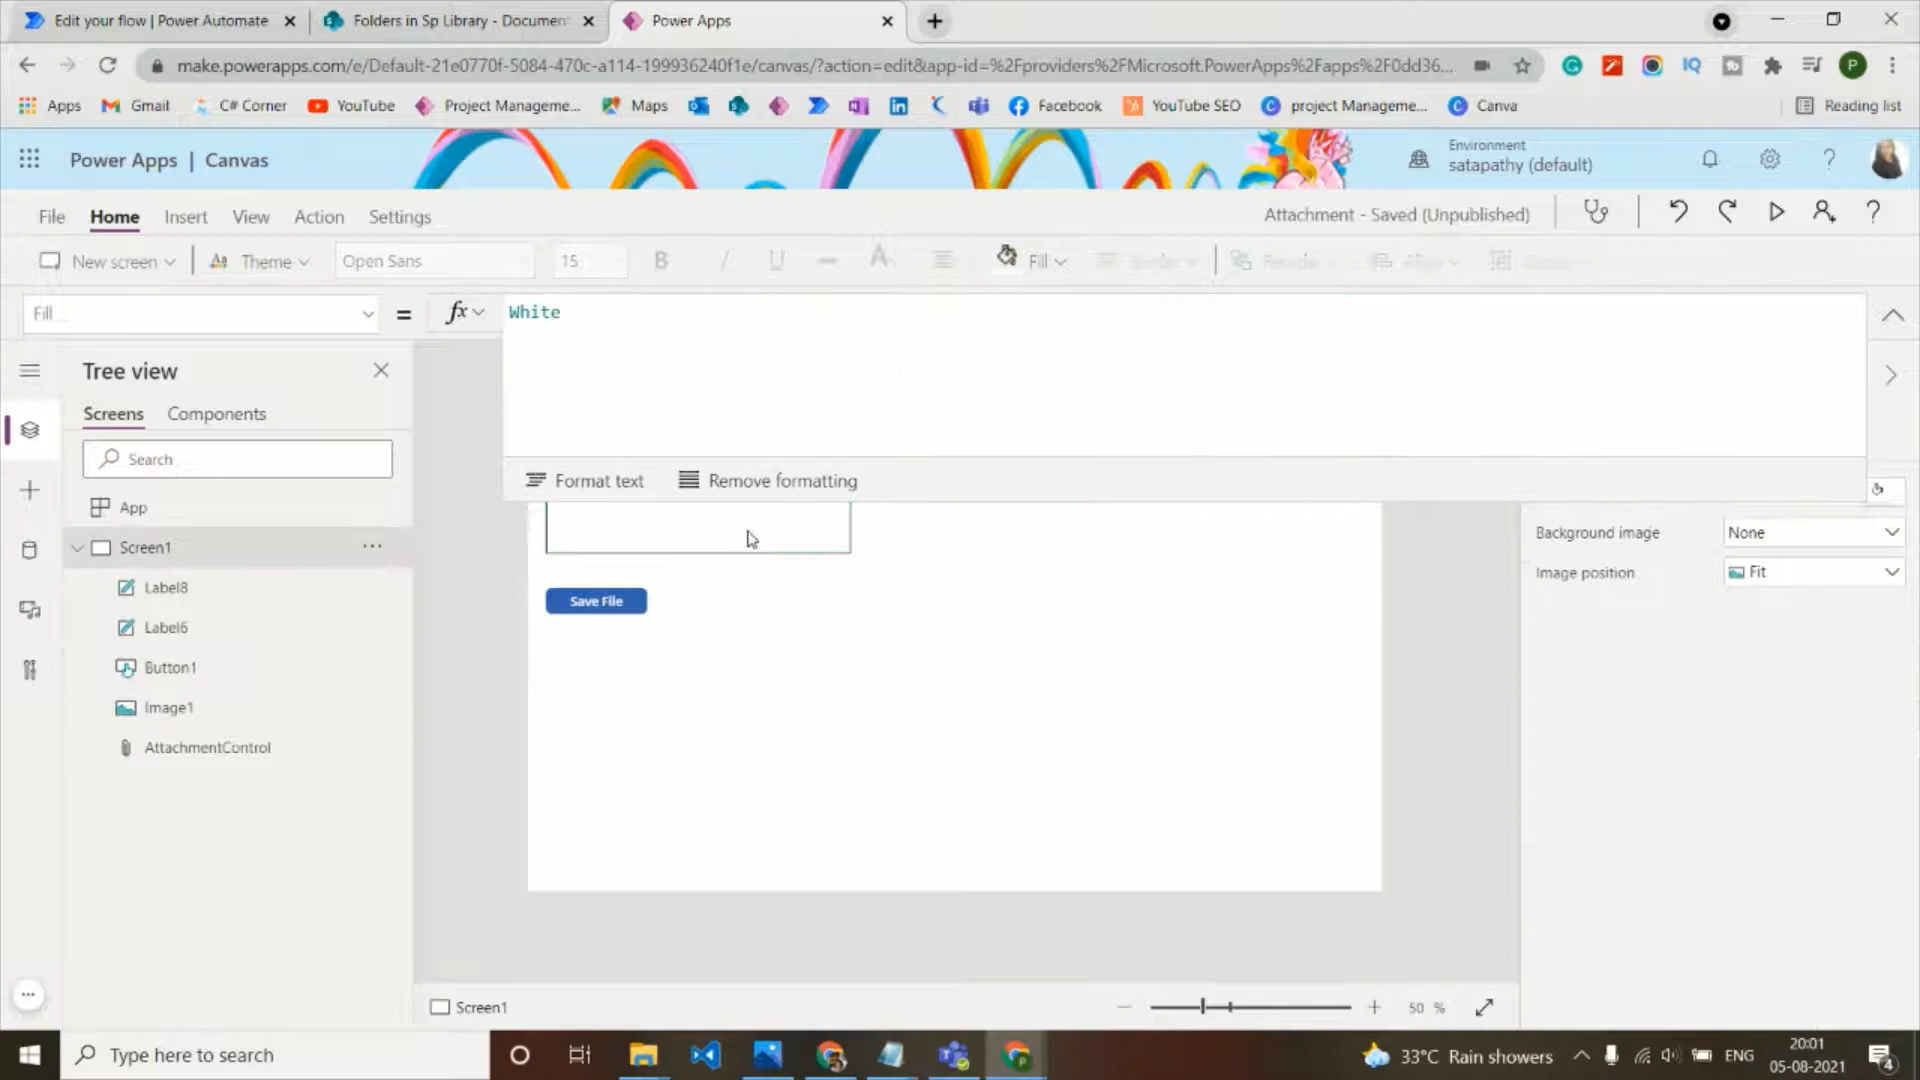 Edit your flow | Power Automate
Folders in Sp Library - Documen
Power Apps
make.powerapps.com/e/Default-21e0770f-5084-470c-a114-199936240f1e/canvas/?action=edit&app-id=%2Fproviders%2FMicrosoft.PowerApps%2Fapps%2F0dd36...
P
Apps
Gmail
C# Corner
YouTube
Project Manageme...
Maps
Facebook
YouTube SEO
project Manageme...
Canva
Reading list
Power Apps | Canvas
Environment
satapathy (default)
File
Home
Insert
View
Action
Settings
Attachment - Saved (Unpublished)
New screen
Theme
Open Sans
15
Fill
Fill
=
fx
White
Tree view
Screens
Components
Search
Format text
Remove formatting
App
Screen1
Label8
Label6
Button1
Image1
AttachmentControl
Save File
Background image
None
Image position
Fit
Screen1
50 %
Type here to search
33°C Rain showers
ENG
20:01
05-08-2021
4